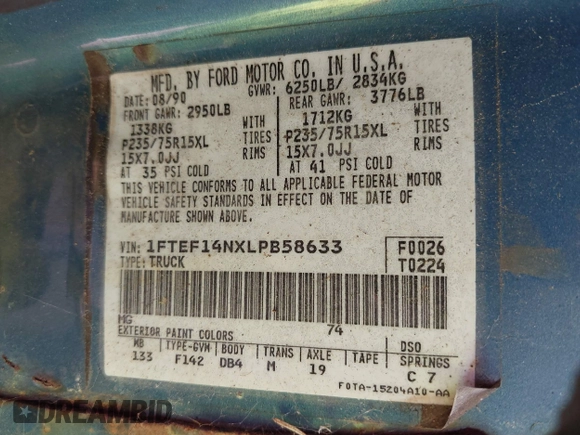 MFD. BY FORD MOTOR CO. IN U.S.A.
DATE: 08/90 GVWR: 6250LB/ 2834KG
FRONT GAWR: 2950LB REAR GAWR: 3776LB
1338KG WITH 1712KG WITH
P235/75R15XL TIRES P235/75R15XL TIRES
15X7.0JJ RIMS 15X7.0JJ RIMS
AT 35 PSI COLD AT 41 PSI COLD
THIS VEHICLE CONFORMS TO ALL APPLICABLE FEDERAL MOTOR
VEHICLE SAFETY STANDARDS IN EFFECT ON THE DATE OF
MANUFACTURE SHOWN ABOVE.
VIN: 1FTEF14NXLPB58633 F0026
TYPE: TRUCK T0224
MG 74
EXTERIOR PAINT COLORS DSO
WB TYPE-GVM BODY TRANS AXLE TAPE SPRINGS
133 F142 DB4 M 19 C 7
F0TA-15Z04A10-AA
DREAMBID